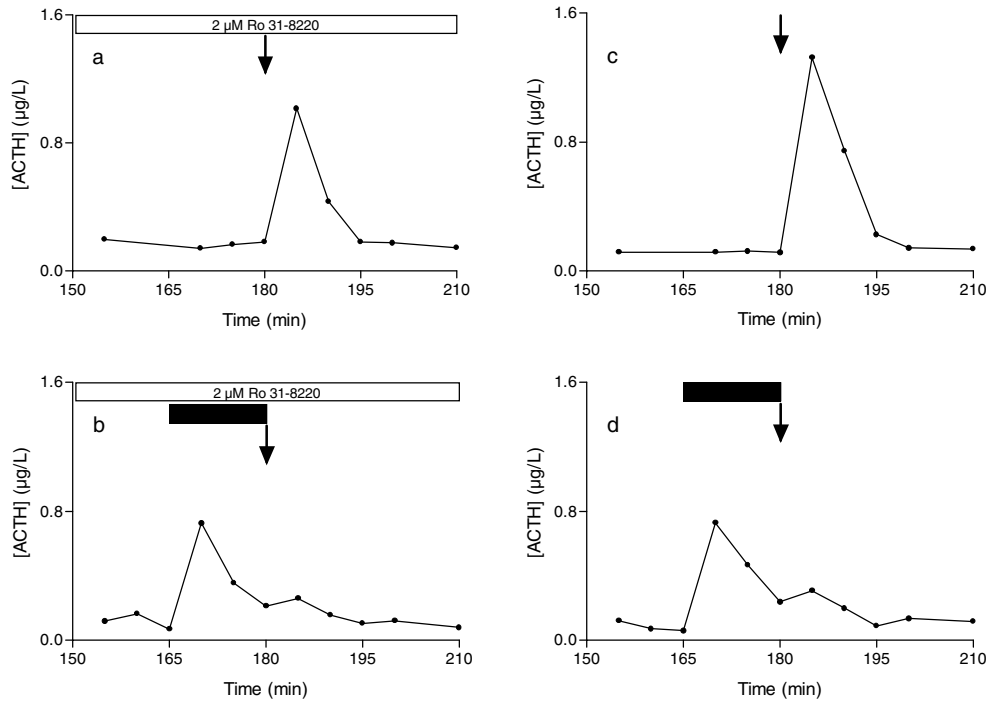 1.6
2 µM Ro 31-8220
a
[ACTH] (µg/L)
0.8
0.0
150 165 180 195 210
Time (min)
1.6
c
[ACTH] (µg/L)
0.8
0.0
150 165 180 195 210
Time (min)
1.6
2 µM Ro 31-8220
b
[ACTH] (µg/L)
0.8
0.0
150 165 180 195 210
Time (min)
1.6
d
[ACTH] (µg/L)
0.8
0.0
150 165 180 195 210
Time (min)